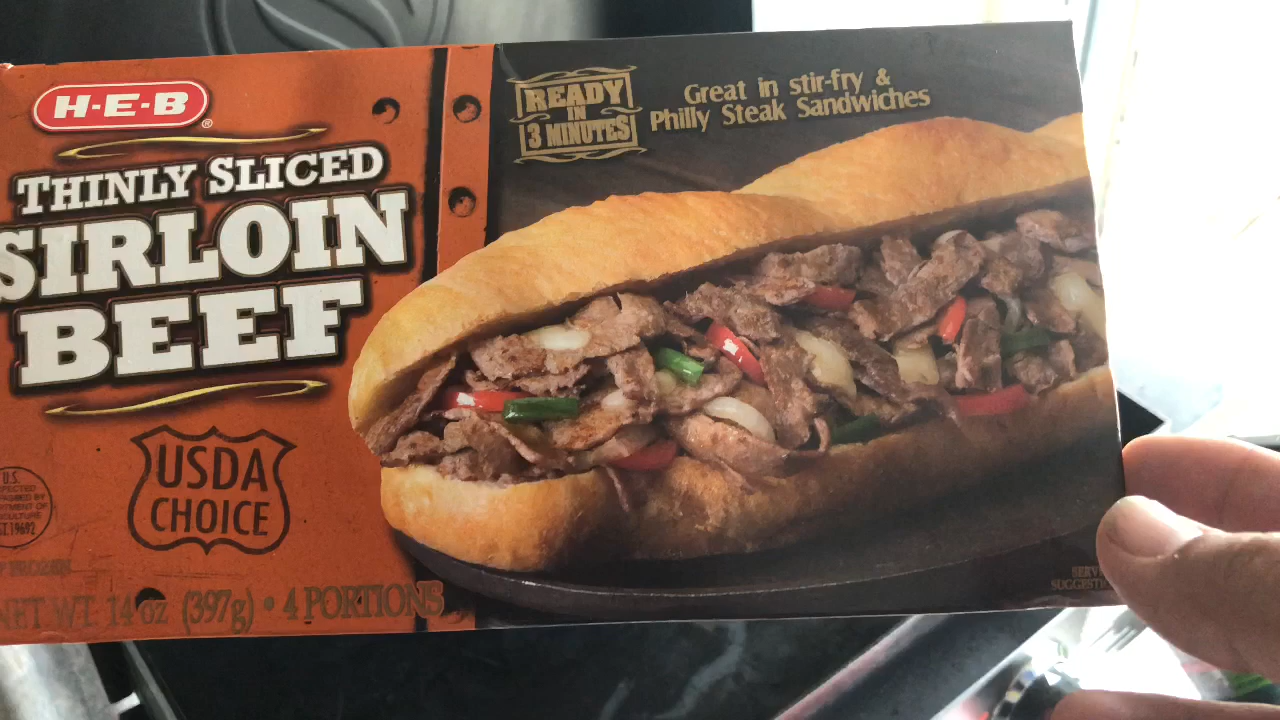 H-E-B®
THINLY SLICED
SIRLOIN
BEEF
READY
IN
3 MINUTES
Great in stir-fry &
Philly Steak Sandwiches
USDA
CHOICE
U.S.
NET WT. 14 oz (397g) • 4 PORTIONS